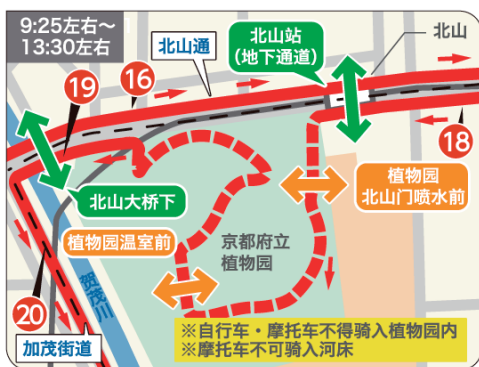 9:25左右～
13:30左右
北山通
北山站
(地下通道)
北山
19
16
18
北山大桥下
植物园
北山门喷水前
植物园温室前
京都府立
植物园
贺茂川
20
加茂街道
※自行车・摩托车不得骑入植物园内
※摩托车不可骑入河床